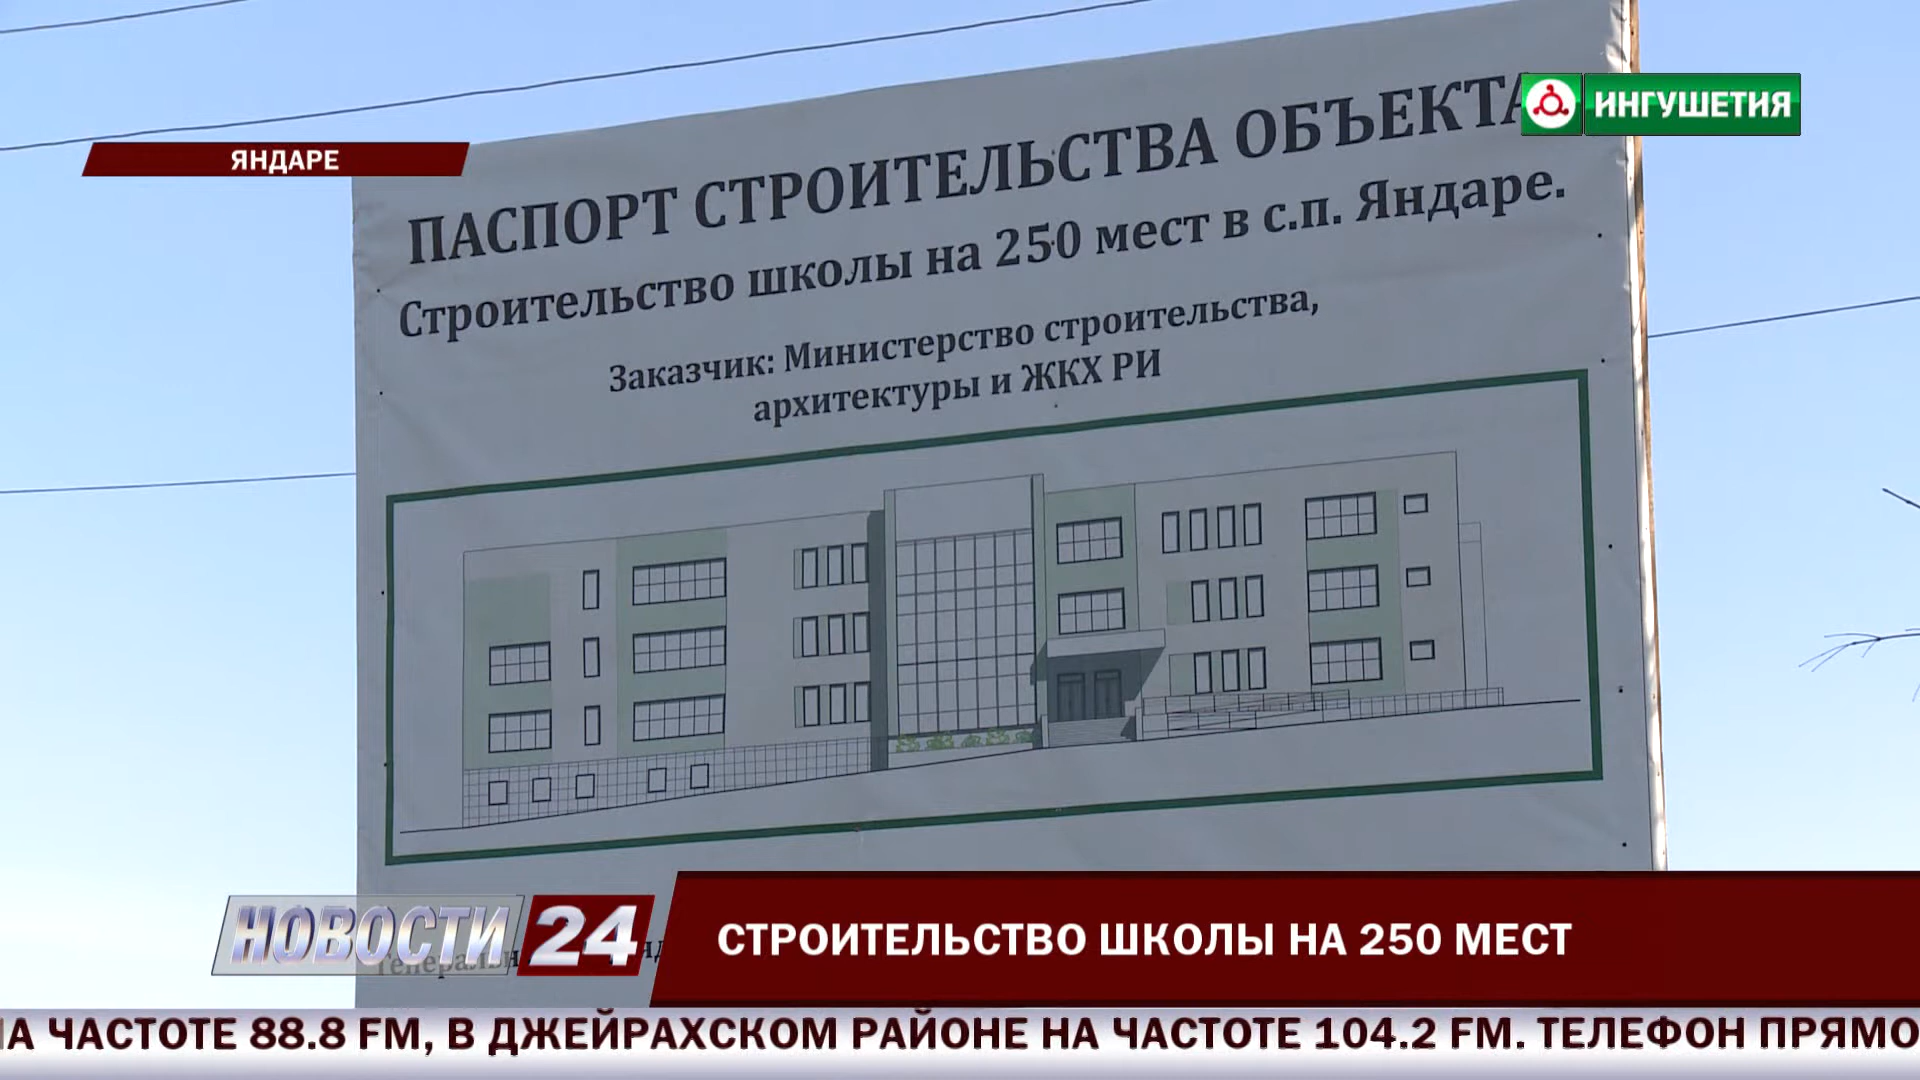 ИНГУШЕТИЯ
ЯНДАРЕ
ПАСПОРТ СТРОИТЕЛЬСТВА ОБЪЕКТА
Строительство школы на 250 мест в с.п. Яндаре.
Заказчик: Министерство строительства,
архитектуры и ЖКХ РИ
НОВОСТИ 24
СТРОИТЕЛЬСТВО ШКОЛЫ НА 250 МЕСТ
НА ЧАСТОТЕ 88.8 FM, В ДЖЕЙРАХСКОМ РАЙОНЕ НА ЧАСТОТЕ 104.2 FM. ТЕЛЕФОН ПРЯМО